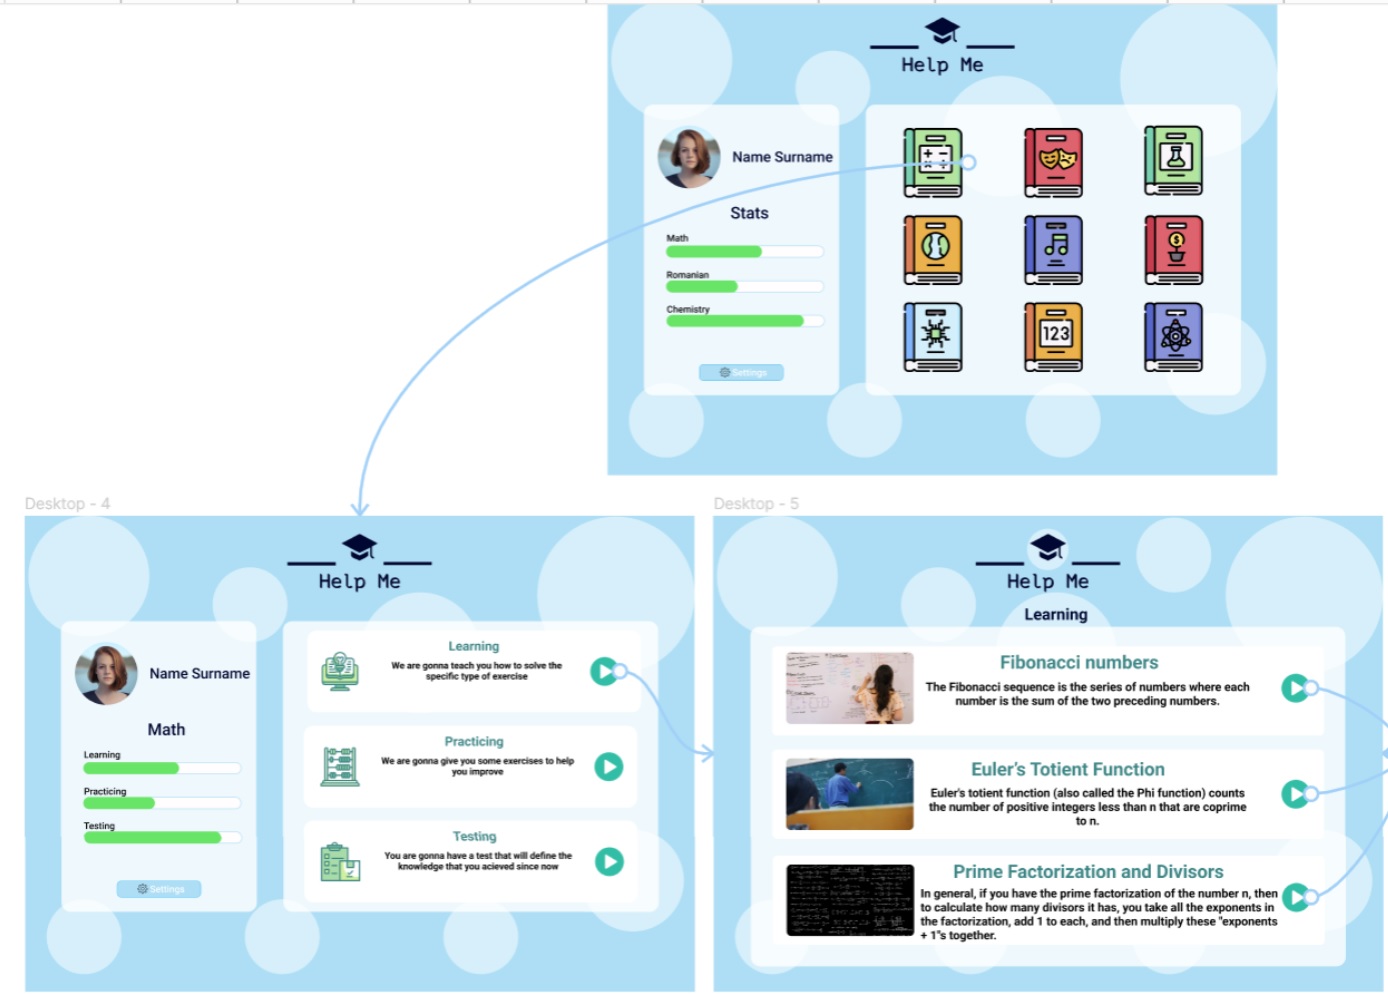 Help Me
Name Surname
Stats
Math
Romanian
Chemistry
Settings
123
Desktop - 4
Help Me
Name Surname
Math
Learning
Practicing
Testing
Settings
Learning
We are gonna teach you how to solve the
specific type of exercise
Practicing
We are gonna give you some exercises to help
you improve
Testing
You are gonna have a test that will define the
knowledge that you acieved since now
Desktop - 5
Help Me
Learning
Fibonacci numbers
The Fibonacci sequence is the series of numbers where each
number is the sum of the two preceding numbers.
Euler's Totient Function
Euler's totient function (also called the Phi function) counts
the number of positive integers less than n that are coprime
to n.
Prime Factorization and Divisors
In general, if you have the prime factorization of the number n, then
to calculate how many divisors it has, you take all the exponents in
the factorization, add 1 to each, and then multiply these "exponents
+ 1"s together.